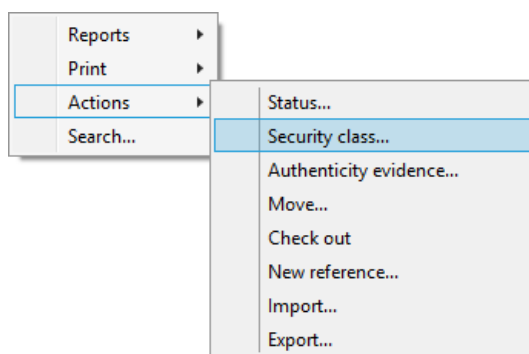 Reports
Print
Actions
Search...
Status...
Security class...
Authenticity evidence...
Move...
Check out
New reference...
Import...
Export...